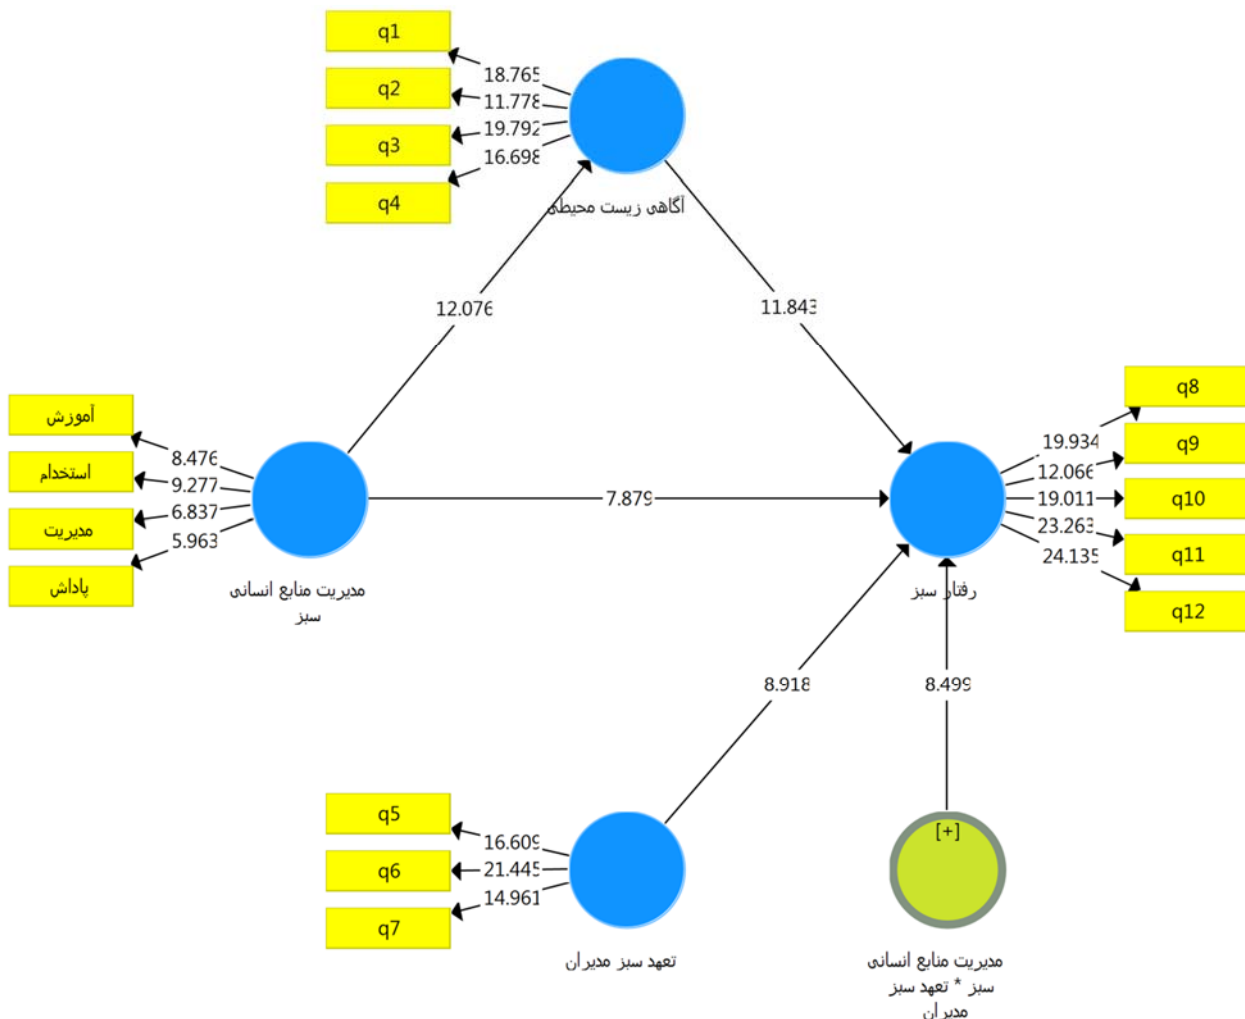 q1
q2
q3
q4
18.765
11.778
19.792
16.698
آگاهی زیست محیطی
12.076
11.843
آموزش
استخدام
مدیریت
پاداش
8.476
9.277
6.837
5.963
مدیریت منابع انسانی
سبز
7.879
رفتار سبز
19.934
12.066
19.011
23.263
24.135
q8
q9
q10
q11
q12
8.918
8.499
q5
q6
q7
16.609
21.445
14.961
تعهد سبز مدیران
[+]
مدیریت منابع انسانی
سبز * تعهد سبز
مدیران